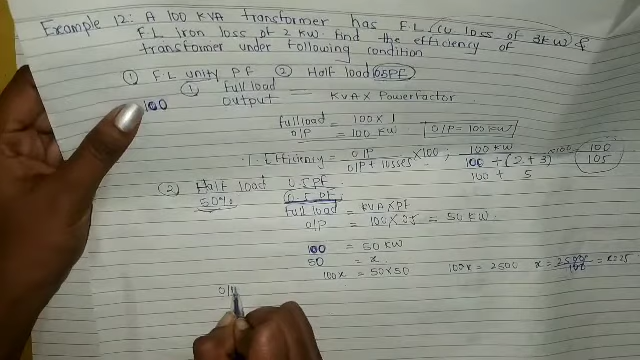 Example 12: A 100 KVA transformer has F.L. cu loss of 3KW &
F.L iron loss of 2 KW. Find the efficiency of
transformer under following condition
① F.L unity PF ② Half load 0.5PF
① Full load output = KVA X Powerfactor
100
full load O/P = 100 X 1
= 100 KW. O/P = 100 KW
% Efficiency = O/P / O/P + losses X 100 ; 100 KW / 100 + (2+3) X100 100 / 105
100 + 5
② Half load 0.5 PF
50% 0.5 PF
full load O/P = KVA X PF
= 100 X 0.5 = 50 KW.
100 = 50 KW
50 = x
100x = 50 X 50 100x = 2500 x = 2500 / 100 = x = 25
O/P